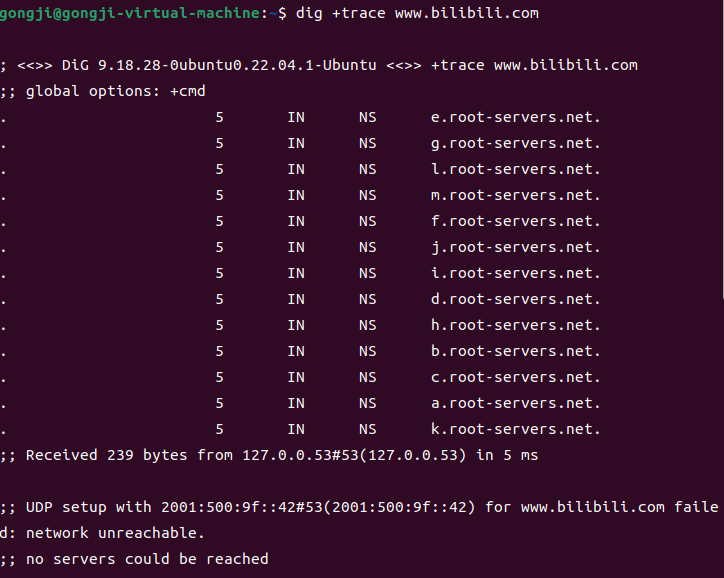 gongji@gongji-virtual-machine:~$ dig +trace www.bilibili.com
; <<>> DiG 9.18.28-0ubuntu0.22.04.1-Ubuntu <<>> +trace www.bilibili.com
;; global options: +cmd
. 5 IN NS e.root-servers.net.
. 5 IN NS g.root-servers.net.
. 5 IN NS l.root-servers.net.
. 5 IN NS m.root-servers.net.
. 5 IN NS f.root-servers.net.
. 5 IN NS j.root-servers.net.
. 5 IN NS i.root-servers.net.
. 5 IN NS d.root-servers.net.
. 5 IN NS h.root-servers.net.
. 5 IN NS b.root-servers.net.
. 5 IN NS c.root-servers.net.
. 5 IN NS a.root-servers.net.
. 5 IN NS k.root-servers.net.
;; Received 239 bytes from 127.0.0.53#53(127.0.0.53) in 5 ms
;; UDP setup with 2001:500:9f::42#53(2001:500:9f::42) for www.bilibili.com faile
d: network unreachable.
;; no servers could be reached